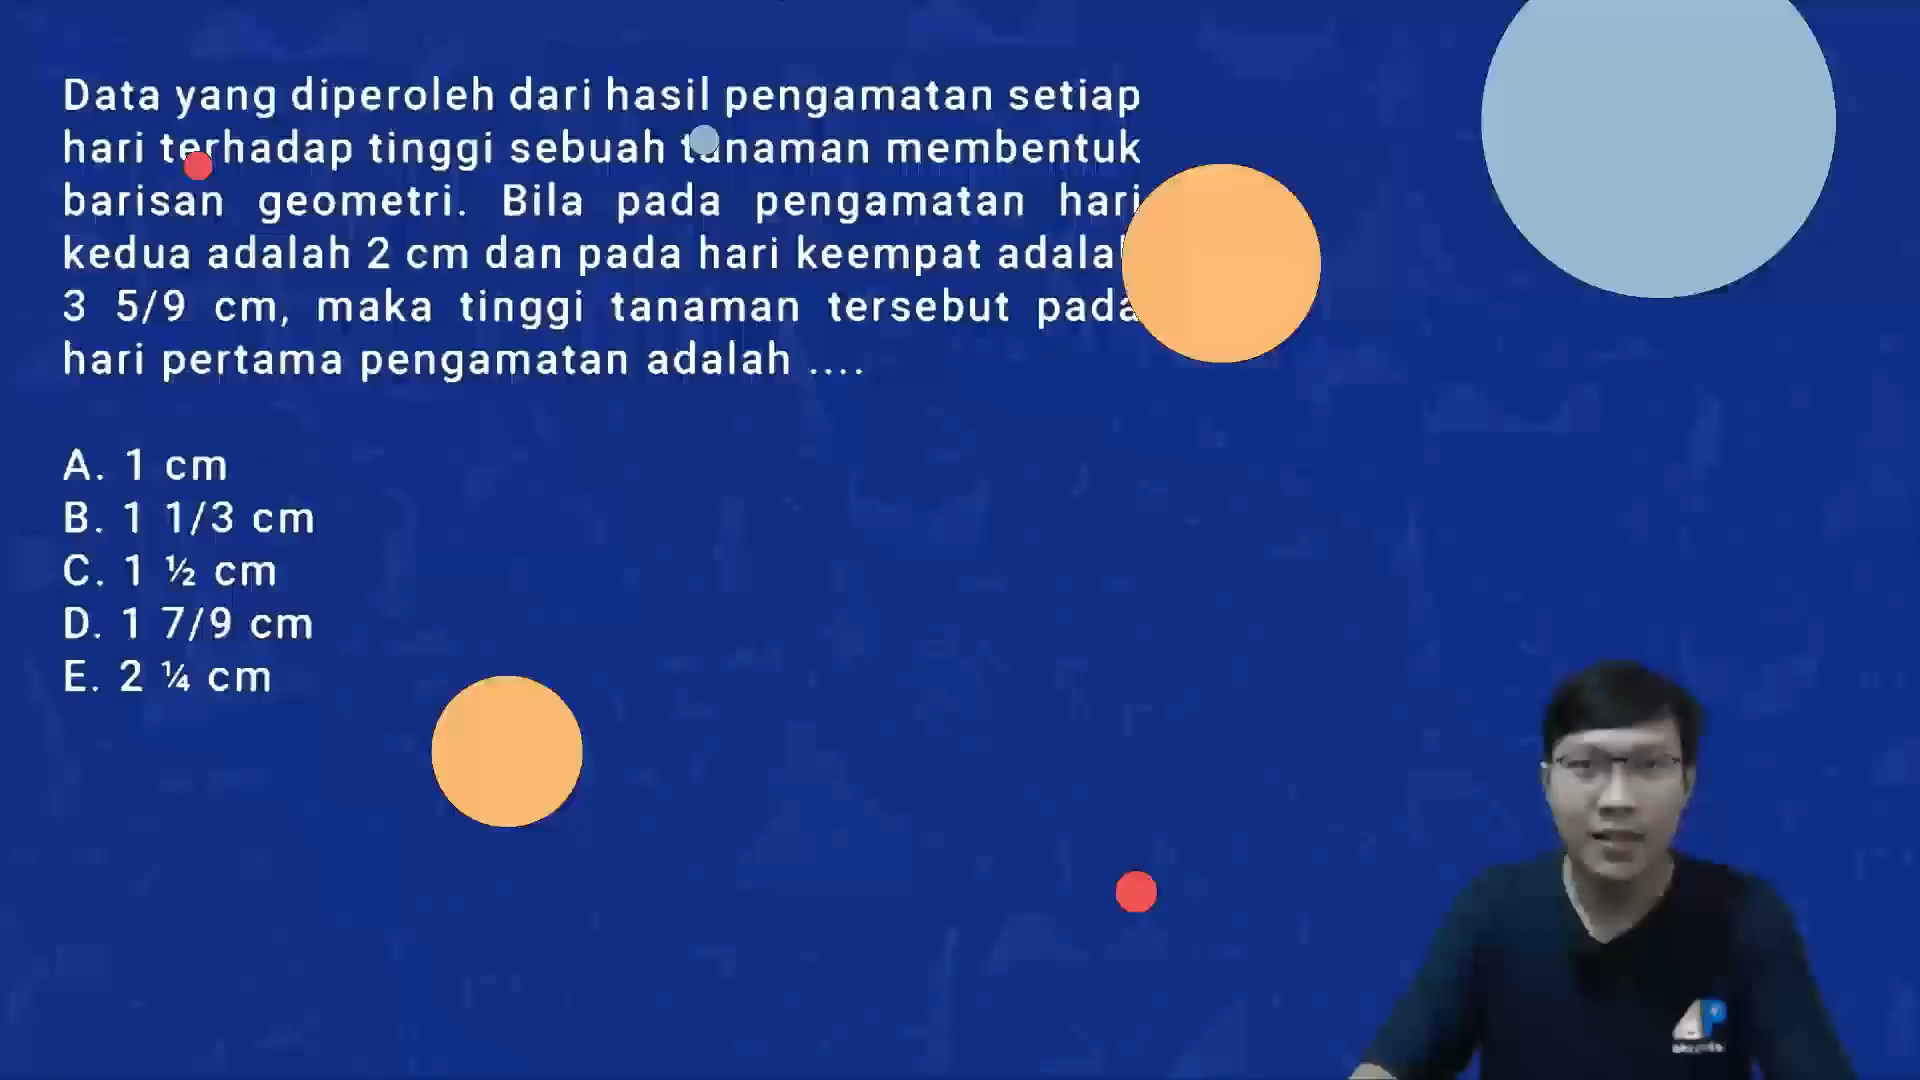 Data yang diperoleh dari hasil pengamatan setiap
hari terhadap tinggi sebuah tanaman membentuk
barisan geometri. Bila pada pengamatan hari
kedua adalah 2 cm dan pada hari keempat adalah
3 5/9 cm, maka tinggi tanaman tersebut pada
hari pertama pengamatan adalah ....
A. 1 cm
B. 1 1/3 cm
C. 1 ½ cm
D. 1 7/9 cm
E. 2 ¼ cm
AP